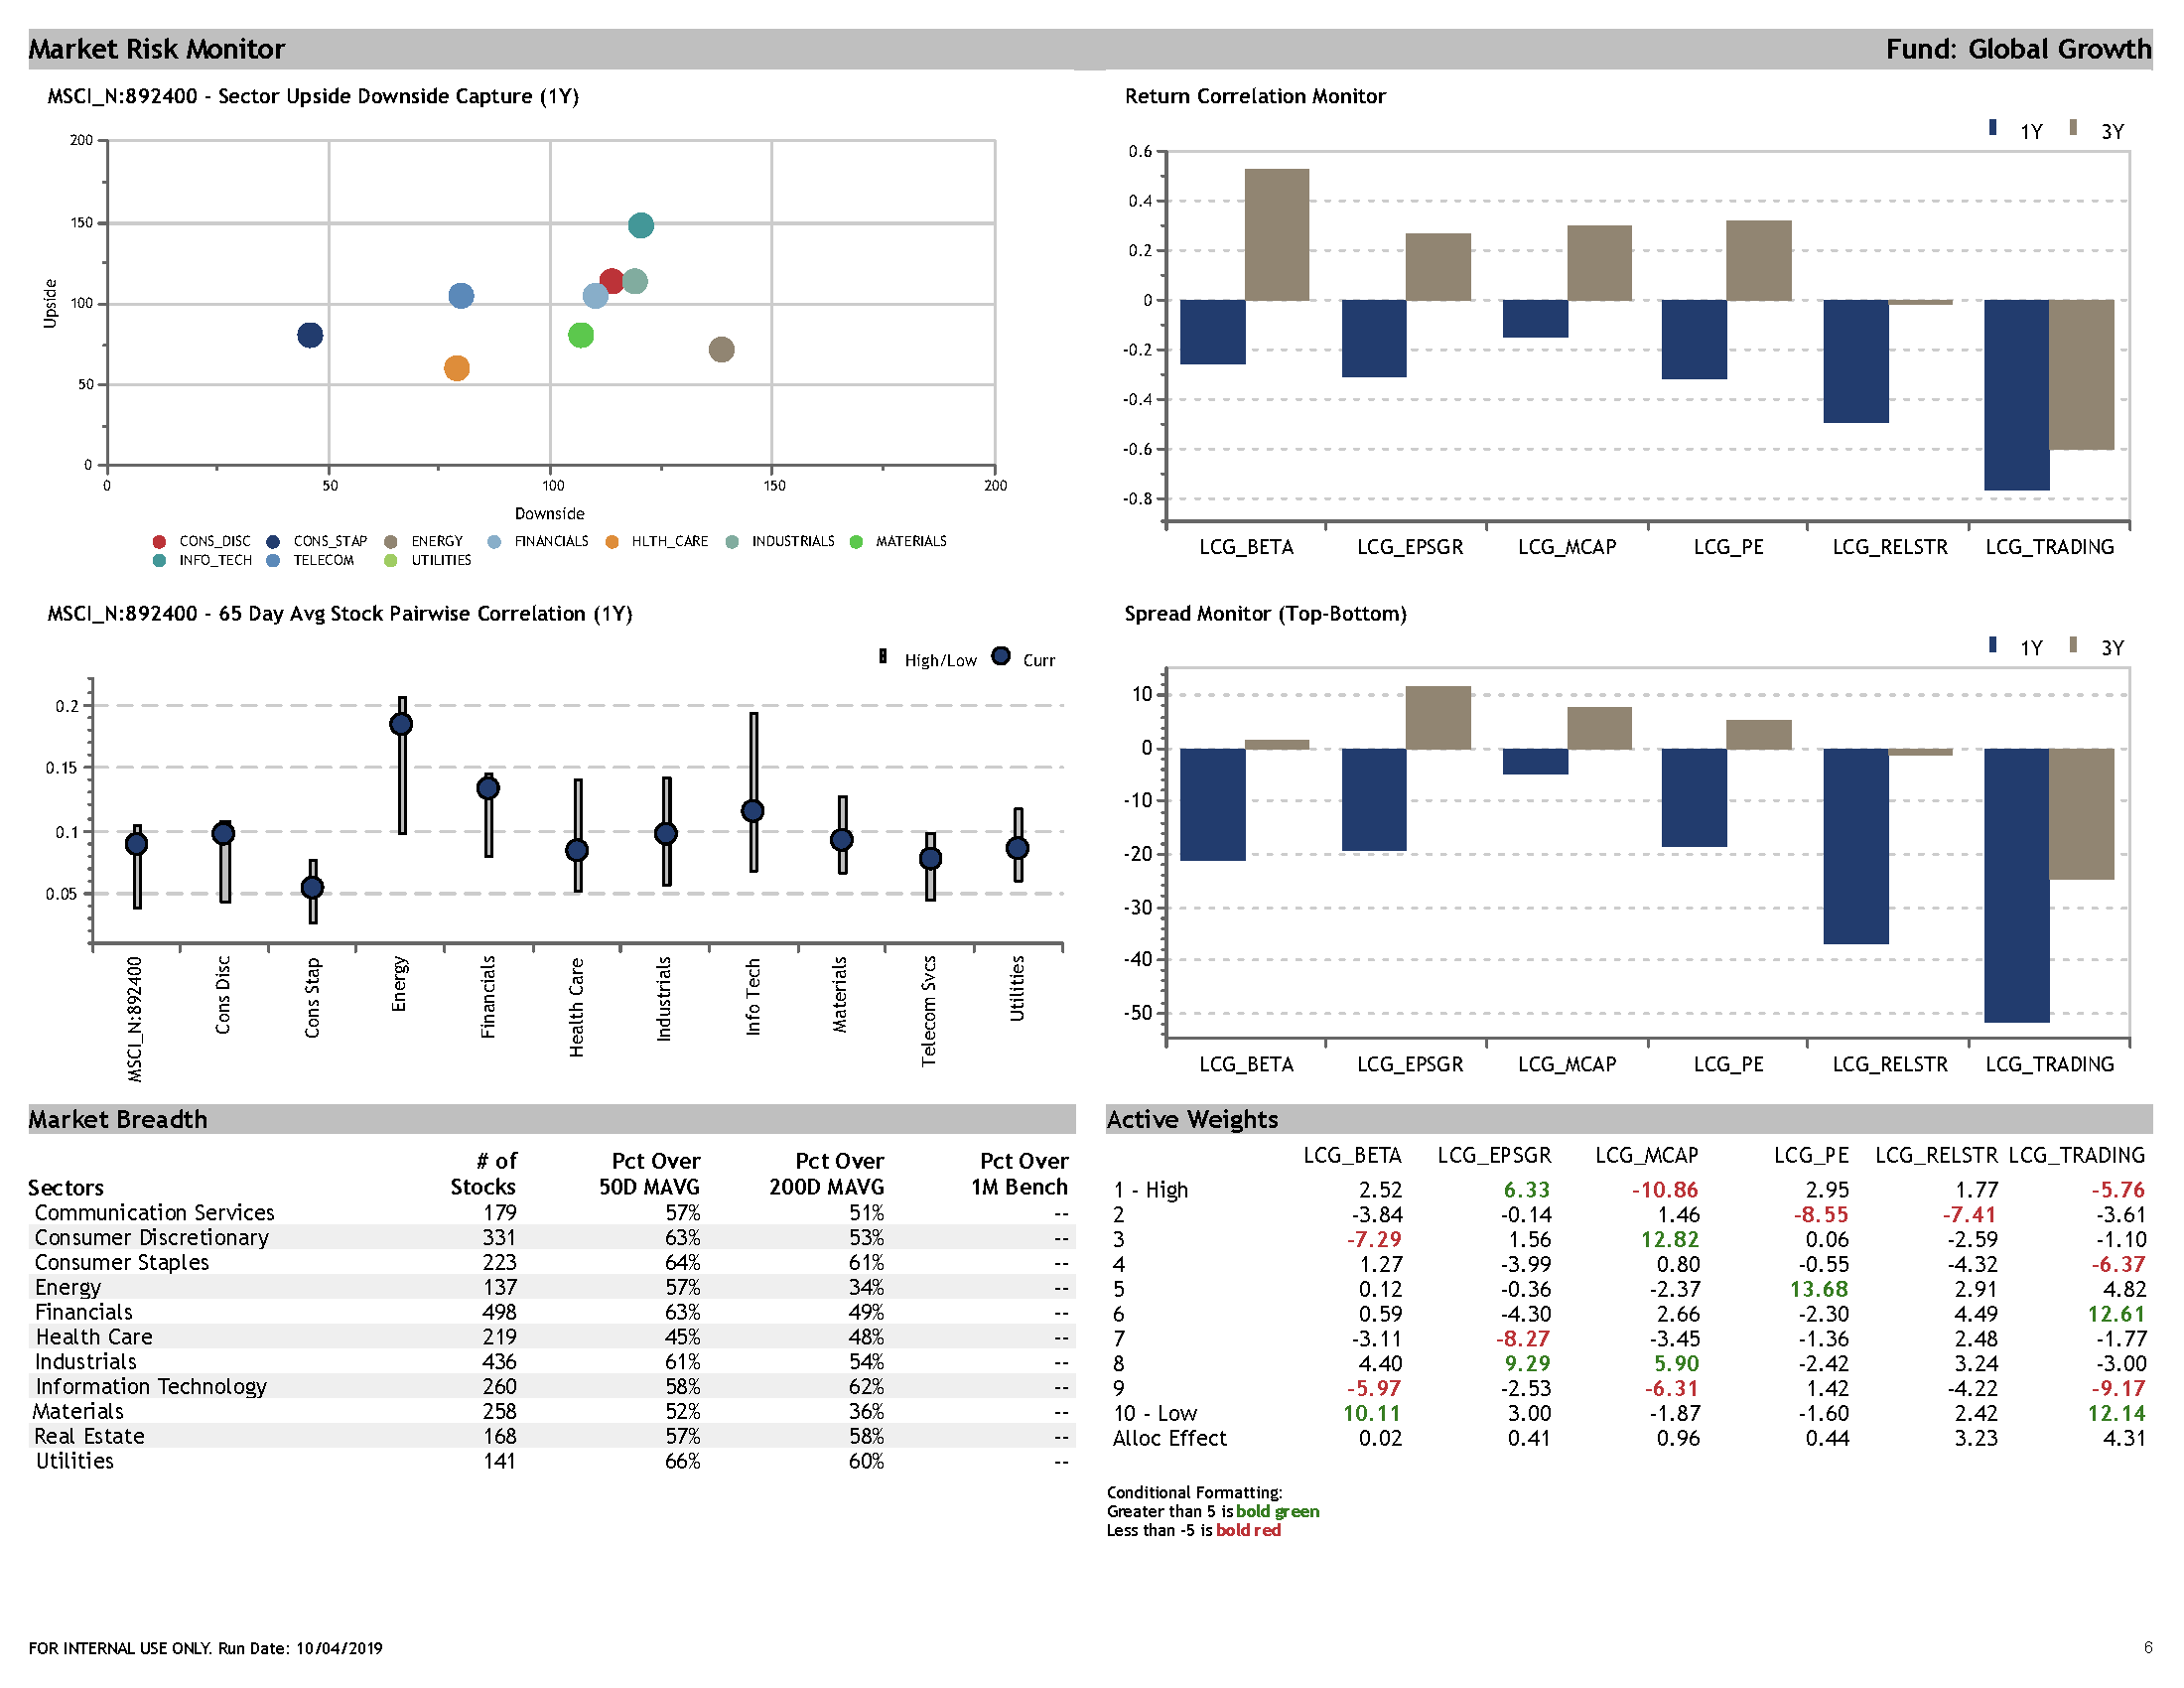 Market Risk Monitor Fund: Global Growth
MSCI_N:892400 - Sector Upside Downside Capture (1Y)
200
150
100
50
0
Upside
0 50 100 150 200
Downside
CONS_DISC CONS_STAP ENERGY FINANCIALS HLTH_CARE INDUSTRIALS MATERIALS
INFO_TECH TELECOM UTILITIES
Return Correlation Monitor
1Y 3Y
0.6
0.4
0.2
0
-0.2
-0.4
-0.6
-0.8
LCG_BETA LCG_EPSGR LCG_MCAP LCG_PE LCG_RELSTR LCG_TRADING
MSCI_N:892400 - 65 Day Avg Stock Pairwise Correlation (1Y)
High/Low Curr
0.2
0.15
0.1
0.05
MSCI_N:892400 Cons Disc Cons Stap Energy Financials Health Care Industrials Info Tech Materials Telecom Svcs Utilities
Spread Monitor (Top-Bottom)
1Y 3Y
10
0
-10
-20
-30
-40
-50
LCG_BETA LCG_EPSGR LCG_MCAP LCG_PE LCG_RELSTR LCG_TRADING
Market Breadth
# of Pct Over Pct Over Pct Over
Sectors Stocks 50D MAVG 200D MAVG 1M Bench
Communication Services 179 57% 51% --
Consumer Discretionary 331 63% 53% --
Consumer Staples 223 64% 61% --
Energy 137 57% 34% --
Financials 498 63% 49% --
Health Care 219 45% 48% --
Industrials 436 61% 54% --
Information Technology 260 58% 62% --
Materials 258 52% 36% --
Real Estate 168 57% 58% --
Utilities 141 66% 60% --
Active Weights
LCG_BETA LCG_EPSGR LCG_MCAP LCG_PE LCG_RELSTR LCG_TRADING
1 - High 2.52 6.33 -10.86 2.95 1.77 -5.76
2 -3.84 -0.14 1.46 -8.55 -7.41 -3.61
3 -7.29 1.56 12.82 0.06 -2.59 -1.10
4 1.27 -3.99 0.80 -0.55 -4.32 -6.37
5 0.12 -0.36 -2.37 13.68 2.91 4.82
6 0.59 -4.30 2.66 -2.30 4.49 12.61
7 -3.11 -8.27 -3.45 -1.36 2.48 -1.77
8 4.40 9.29 5.90 -2.42 3.24 -3.00
9 -5.97 -2.53 -6.31 1.42 -4.22 -9.17
10 - Low 10.11 3.00 -1.87 -1.60 2.42 12.14
Alloc Effect 0.02 0.41 0.96 0.44 3.23 4.31
Conditional Formatting:
Greater than 5 is bold green
Less than -5 is bold red
FOR INTERNAL USE ONLY. Run Date: 10/04/2019 6